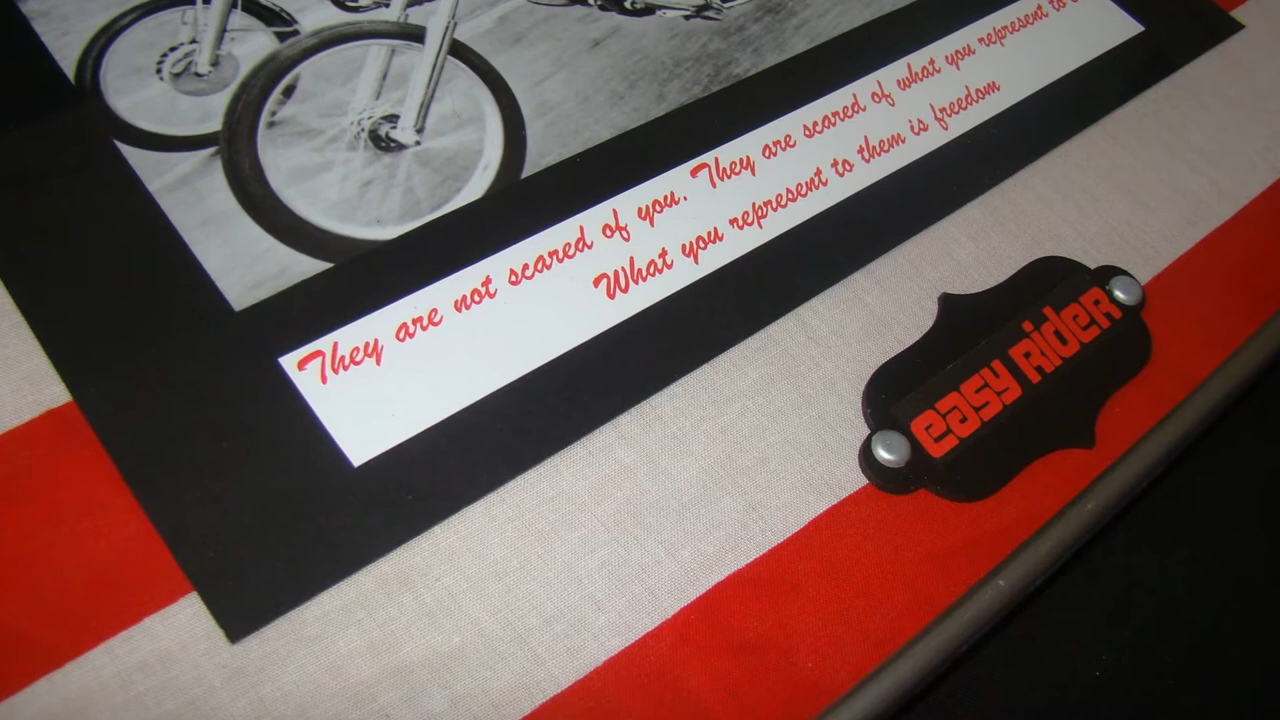 They are not scared of you. They are scared of what you represent to
What you represent to them is freedom
easy Rider